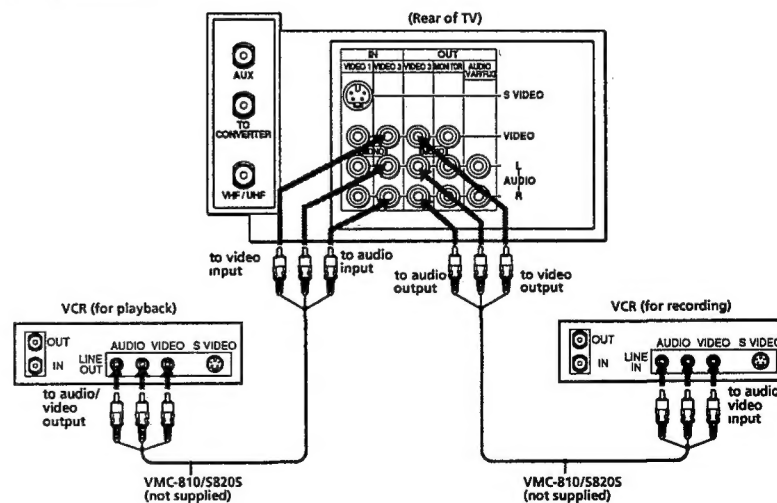 (Rear of TV)
IN OUT
VIDEO 1 VIDEO 3 VIDEO 3 MONITOR AUDIO
VAR/FIX
AUX
S VIDEO
TO
CONVERTER
VIDEO
MONO
L
AUDIO
R
VHF / UHF
to video
input
to audio
input
to audio
output
to video
output
VCR (for playback)
OUT
IN
LINE
OUT
AUDIO VIDEO S VIDEO
to audio/
video
output
VMC-810/S820S
(not supplied)
VCR (for recording)
OUT
IN
LINE
IN
AUDIO VIDEO S VIDEO
to audio
video
input
VMC-810/S820S
(not supplied)